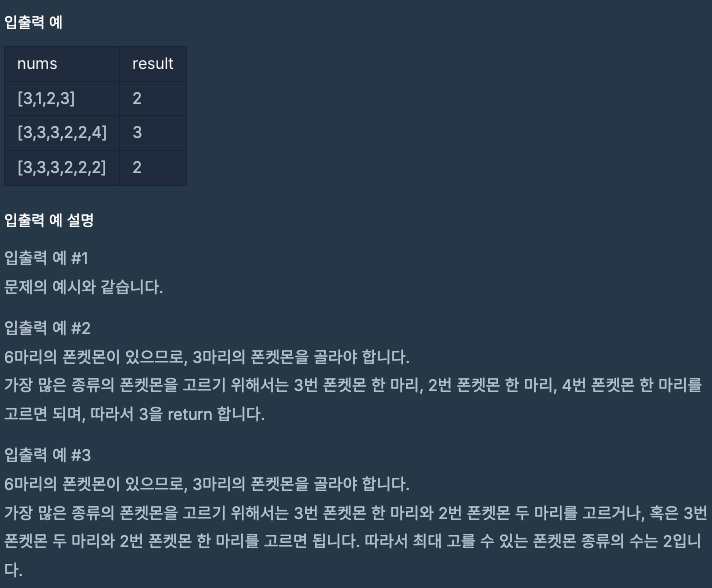 입출력 예
nums result
[3,1,2,3] 2
[3,3,3,2,2,4] 3
[3,3,3,2,2,2] 2
입출력 예 설명
입출력 예 #1
문제의 예시와 같습니다.
입출력 예 #2
6마리의 폰켓몬이 있으므로, 3마리의 폰켓몬을 골라야 합니다.
가장 많은 종류의 폰켓몬을 고르기 위해서는 3번 폰켓몬 한 마리, 2번 폰켓몬 한 마리, 4번 폰켓몬 한 마리를
고르면 되며, 따라서 3을 return 합니다.
입출력 예 #3
6마리의 폰켓몬이 있으므로, 3마리의 폰켓몬을 골라야 합니다.
가장 많은 종류의 폰켓몬을 고르기 위해서는 3번 폰켓몬 한 마리와 2번 폰켓몬 두 마리를 고르거나, 혹은 3번
폰켓몬 두 마리와 2번 폰켓몬 한 마리를 고르면 됩니다. 따라서 최대 고를 수 있는 폰켓몬 종류의 수는 2입니
다.